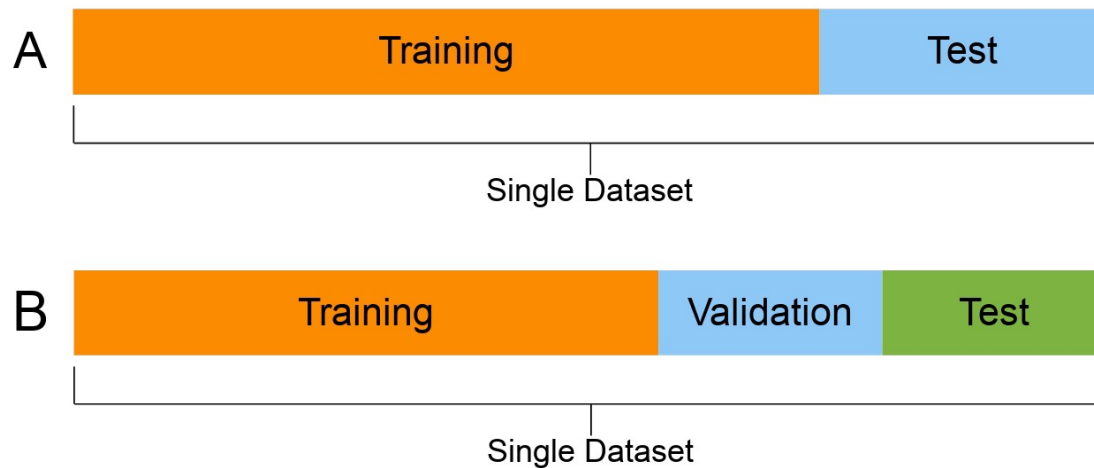 A Training Test
Single Dataset
B Training Validation Test
Single Dataset